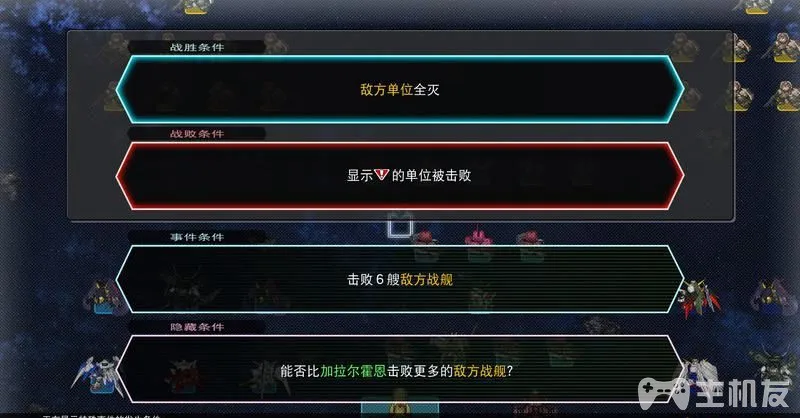 战胜条件
敌方单位全灭
战败条件
显示的单位被击败
事件条件
击败6艘敌方战舰
隐藏条件
能否比加拉尔霍恩击败更多的敌方战舰?
主机友